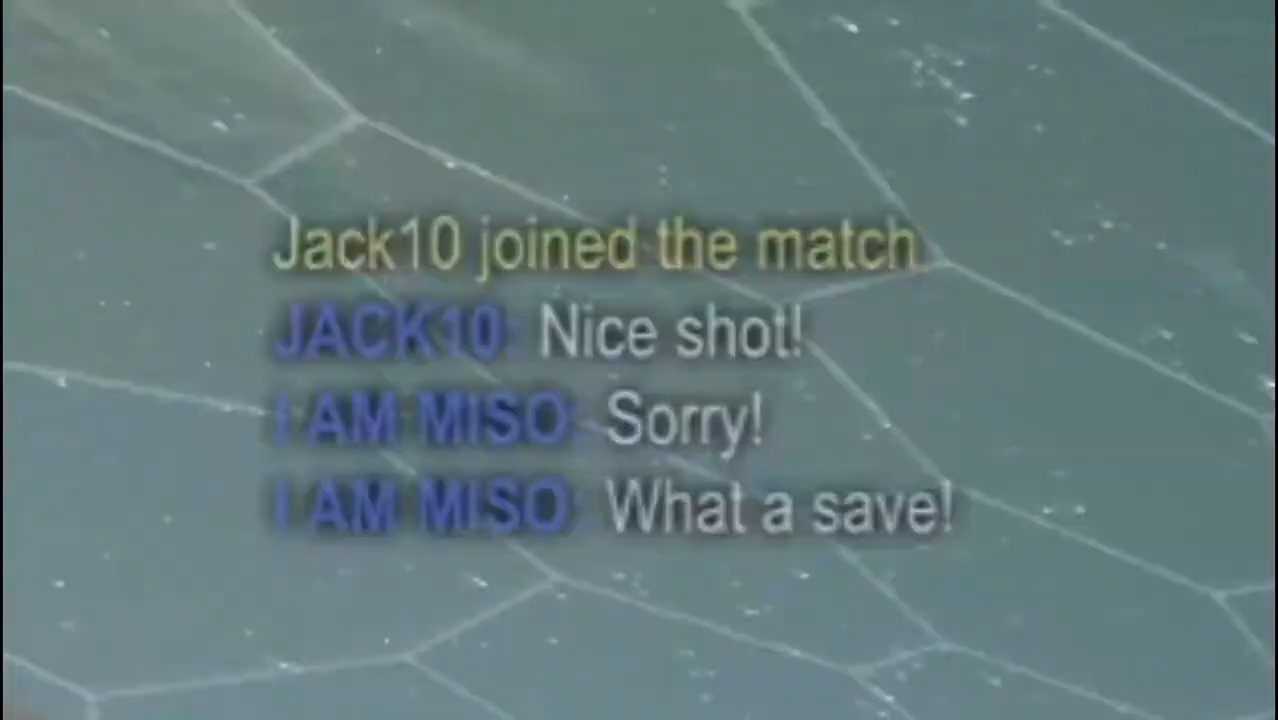 Jack10 joined the match
JACK10: Nice shot!
I AM MISO: Sorry!
I AM MISO: What a save!